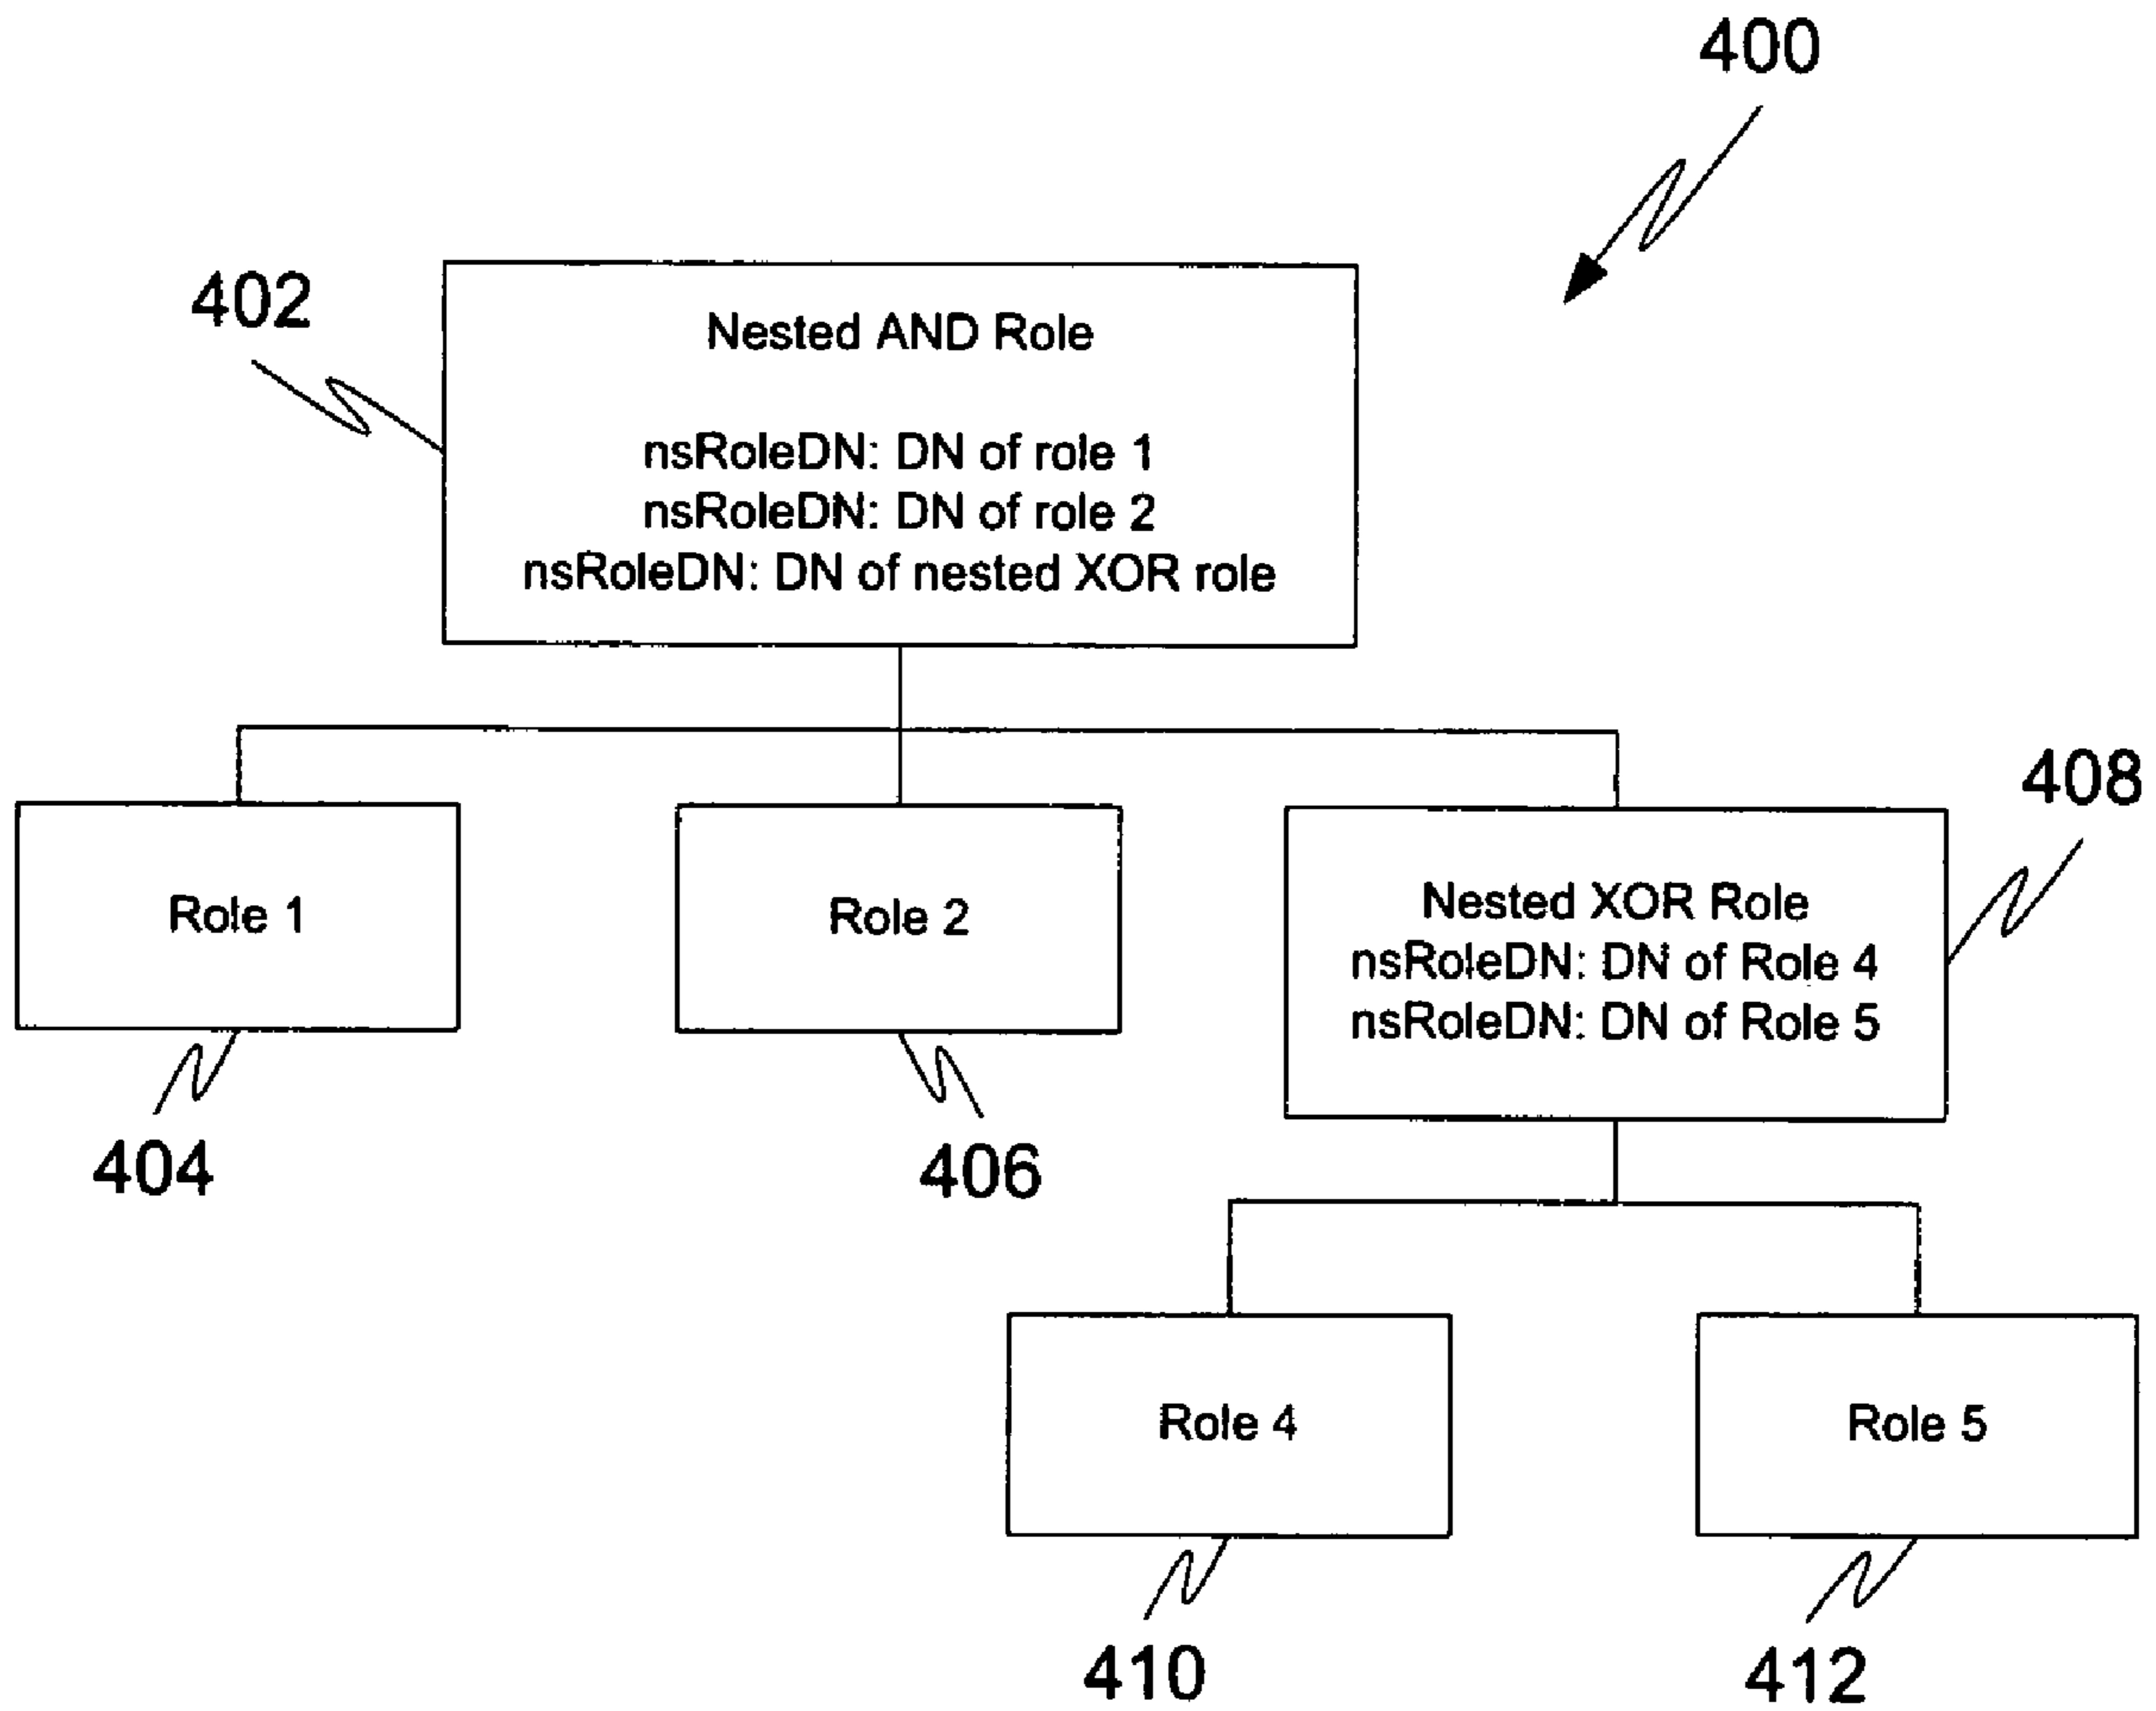 400
402
Nested AND Role
nsRoleDN: DN of role 1
nsRoleDN: DN of role 2
nsRoleDN: DN of nested XOR role
408
Role 1
Role 2
Nested XOR Role
nsRoleDN: DN of Role 4
nsRoleDN: DN of Role 5
404
406
Role 4
Role 5
410
412